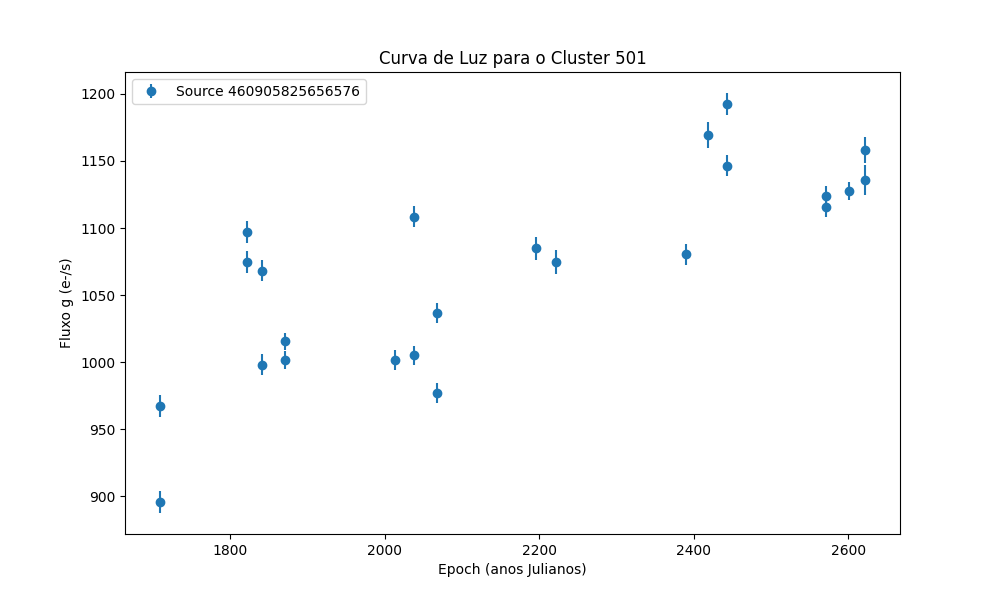 Curva de Luz para o Cluster 501
Source 460905825656576
1200
1150
1100
1050
1000
950
900
Fluxo g (e-/s)
1800 2000 2200 2400 2600
Epoch (anos Julianos)